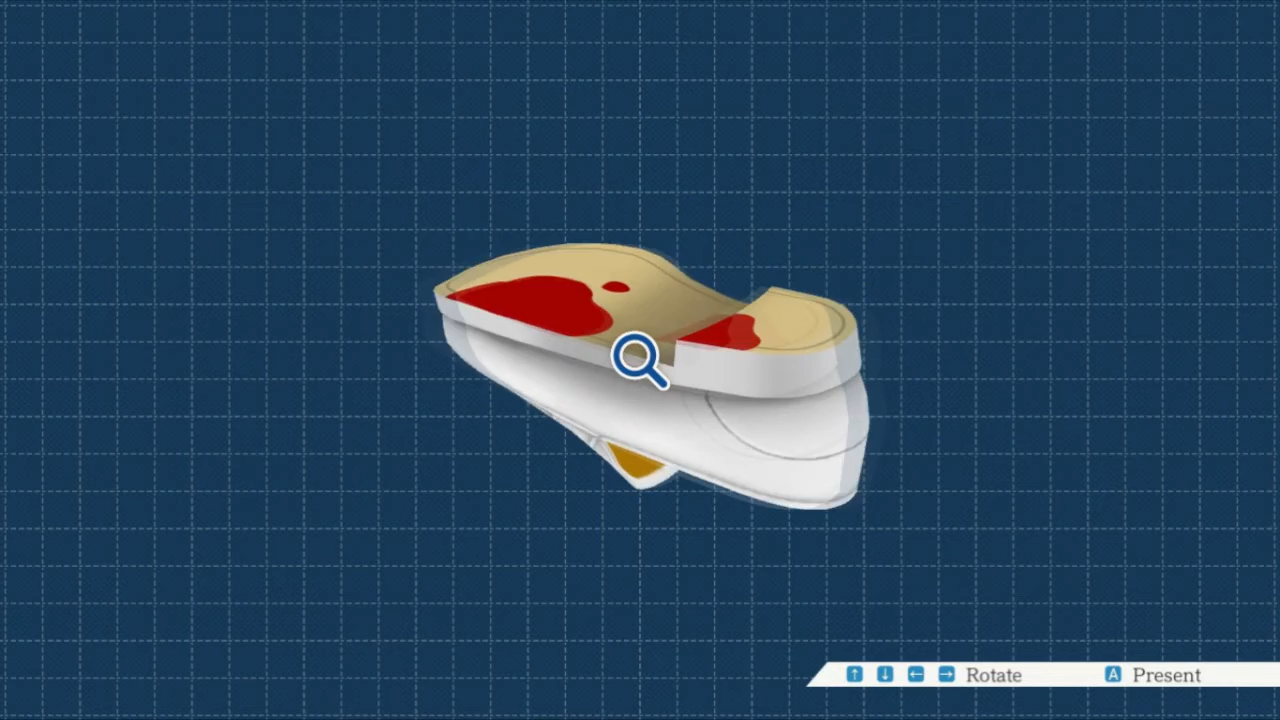 ↑ ↓ ← → Rotate A Present